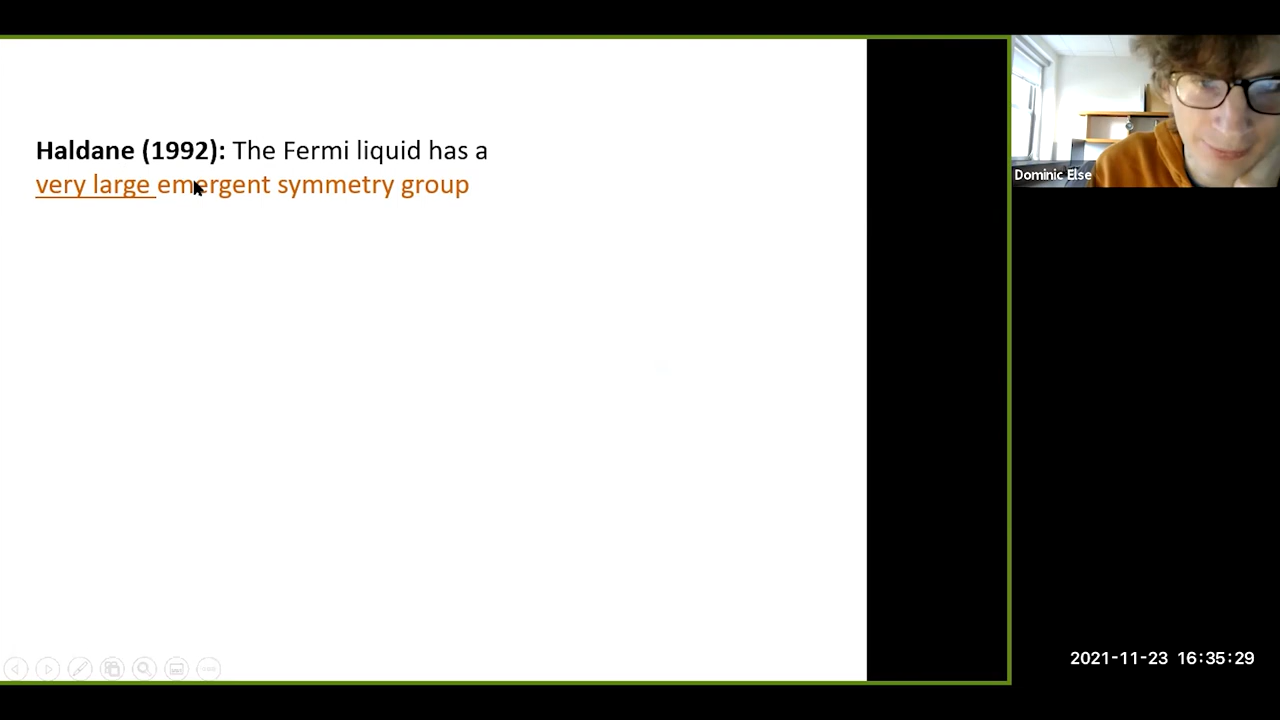 Haldane (1992): The Fermi liquid has a
very large emergent symmetry group
Dominic Else
2021-11-23 16:35:29